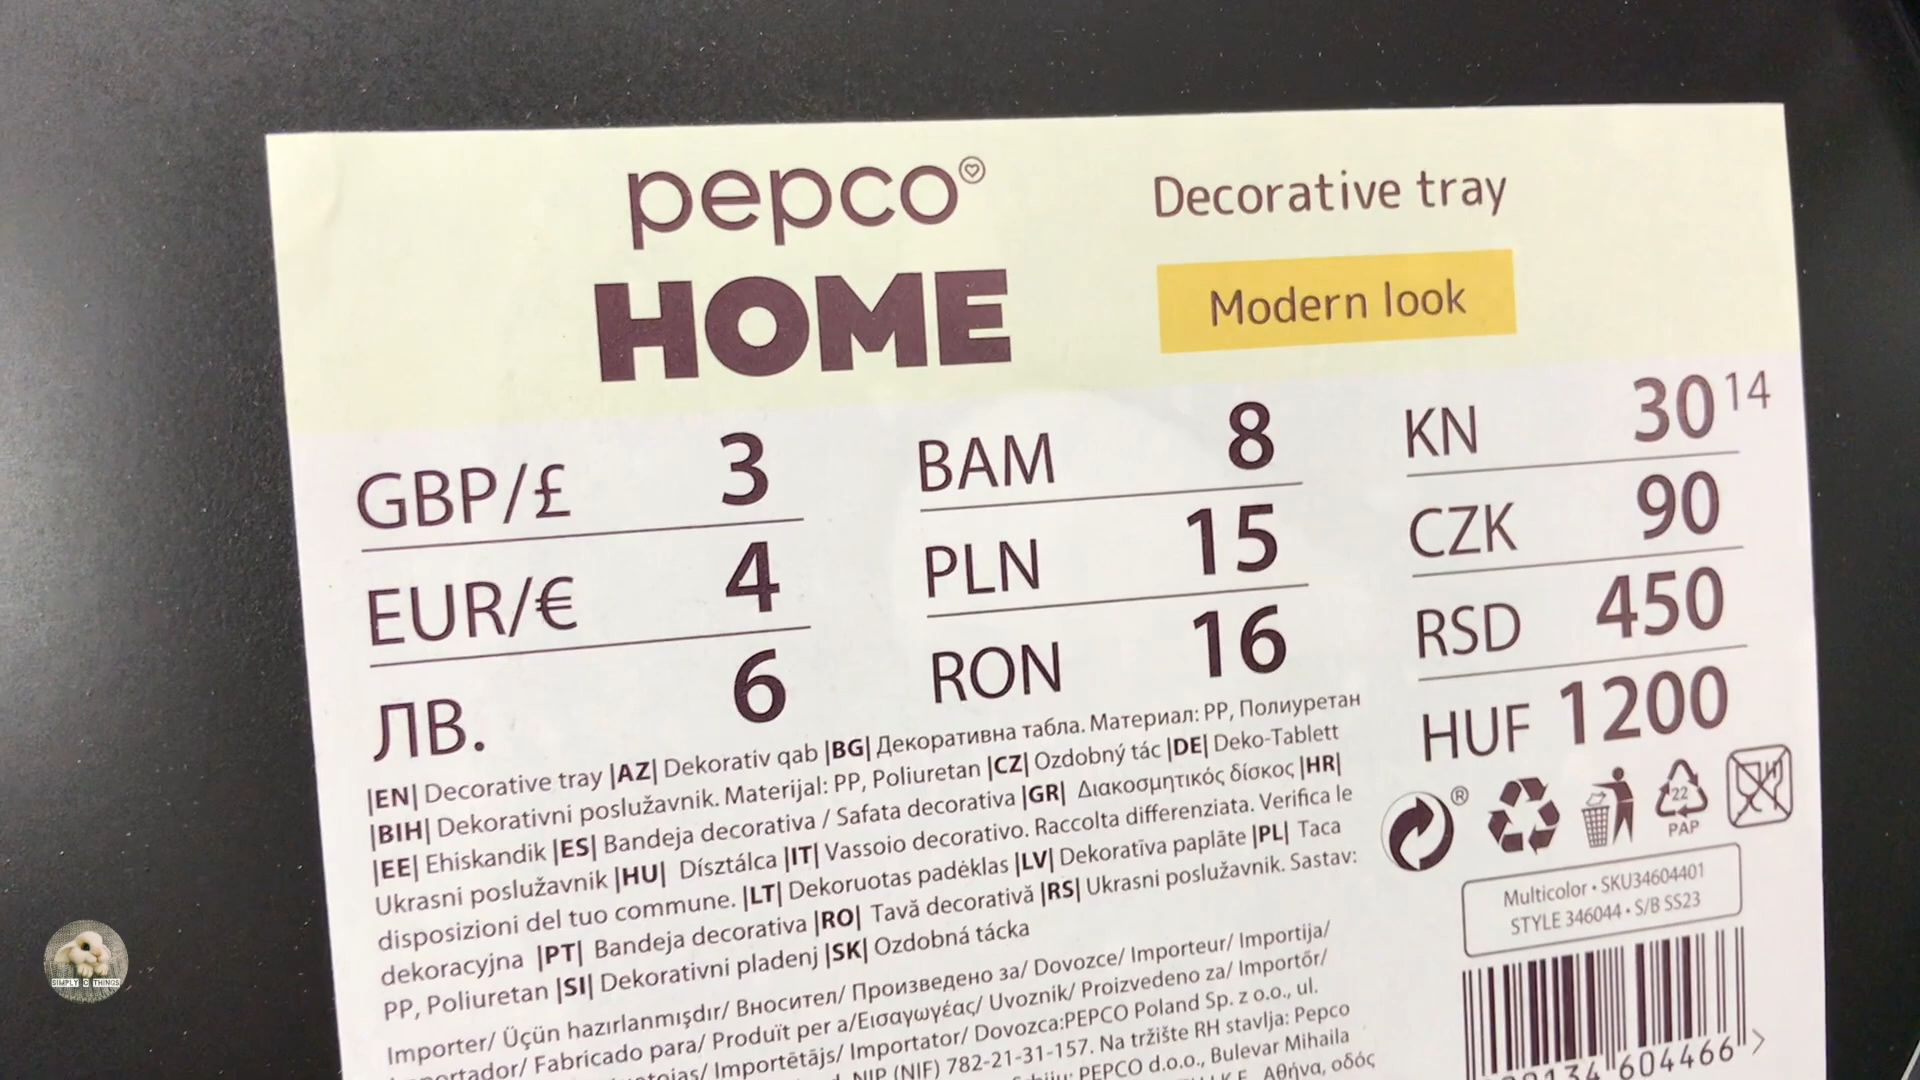 pepco
HOME
Decorative tray
Modern look
GBP/£ 3
EUR/€ 4
ЛВ. 6
BAM 8
PLN 15
RON 16
KN 30 14
CZK 90
RSD 450
HUF 1200
|EN| Decorative tray |AZ| Dekorativ qab |BG| Декоративна табла. Материал: PP, Полиуретан
|BIH| Dekorativni poslužavnik. Materijal: PP, Poliuretan |CZ| Ozdobný tác |DE| Deko-Tablett
|EE| Ehiskandik |ES| Bandeja decorativa / Safata decorativa |GR| Διακοσμητικός δίσκος |HR|
Ukrasni poslužavnik |HU| Dísztálca |IT| Vassoio decorativo. Raccolta differenziata. Verifica le
disposizioni del tuo commune. |LT| Dekoruotas padėklas |LV| Dekoratīva paplāte |PL| Taca
dekoracyjna |PT| Bandeja decorativa |RO| Tavă decorativă |RS| Ukrasni poslužavnik. Sastav:
PP, Poliuretan |SI| Dekorativni pladenj |SK| Ozdobná tácka
Importer/ Üçün hazırlanmışdır/ Вносител/ Произведено за/ Dovozce/ Importeur/ Importija/
Fabricado para/ Produït per a/Εισαγωγέας/ Uvoznik/ Proizvedeno za/ Importőr/
Importētājs/ Importator/ Dovozca:PEPCO Poland Sp. z o.o., ul.
NIP (NIF) 782-21-31-157. Na tržište RH stavlja: Pepco
PEPCO d.o.o., Bulevar Mihaila
Αθήνα, οδός
®
22
PAP
Multicolor • SKU34604401
STYLE 346044 • S/B SS23
604466 >
SIMPLY C THINGS